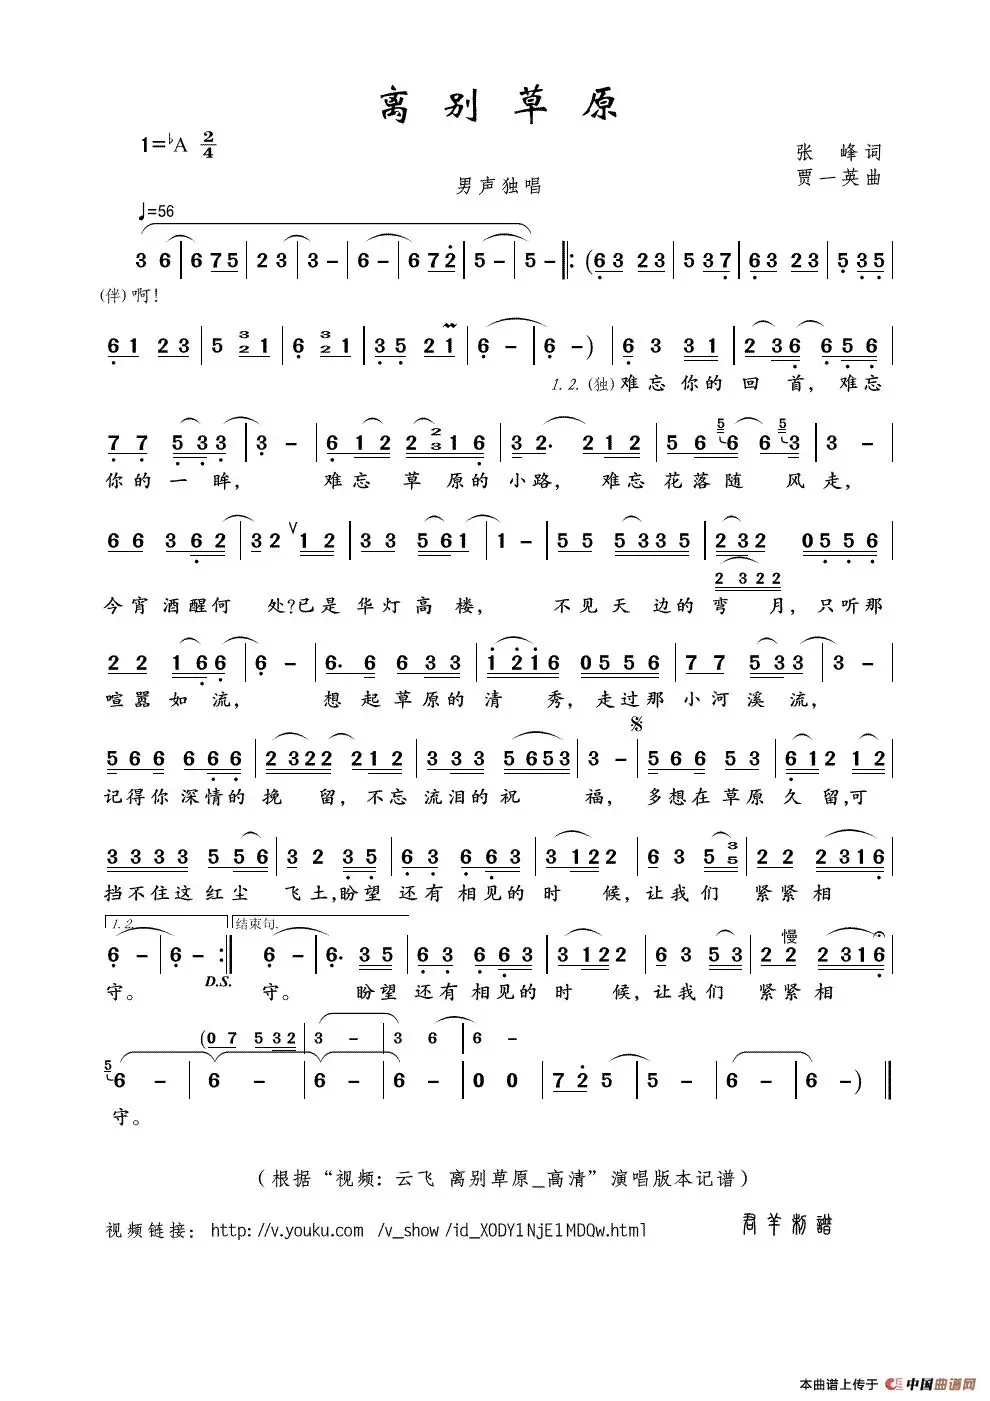 离别草原
1=♭A 2/4
张 峰词
男声独唱
贾一英曲
♩=56
3 6 | 6 7 5 | 2 3 | 3 - | 6 - | 6 7 2 | 5 - | 5 - |: ( 6 3 2 3 | 5 3 7 | 6 3 2 3 | 5 3 5 |
(伴) 啊!
6 1 2 3 | 5 3 2 1 | 6 3 2 1 | 3 5 2 1 | 6 - | 6 - ) | 6 3 3 1 | 2 3 6 6 5 6 |
1. 2. (独) 难忘你的回首，难忘
7 7 5 3 3 | 3 - | 6 1 2 2 2 3 1 6 | 3 2· 2 1 2 | 5 6 5 6 6 5 3 | 3 - |
你的一眸， 难忘草原的小路， 难忘花落随风走，
6 6 3 6 2 | 3 2 V 1 2 | 3 3 5 6 1 | 1 - | 5 5 5 3 3 5 | 2 3 2 0 5 5 6 |
2 3 2 2
今宵酒醒何处?已是华灯高楼， 不见天边的弯月，只听那
2 2 1 6 6 | 6 - | 6· 6 6 3 3 | 1 2 1 6 0 5 5 6 | 7 7 5 3 3 | 3 - |
喧嚣如流， 想起草原的清秀，走过那小河溪流，
5 6 6 6 6 6 | 2 3 2 2 2 1 2 | 3 3 3 5 6 5 3 | 3 - | 5 6 6 5 3 | 6 1 2 1 2 |
记得你深情的挽留，不忘流泪的祝福，多想在草原久留,可
3 3 3 3 5 5 6 | 3 2 3 5 | 6 3 6 6 3 | 3 1 2 2 | 6 3 5 3 5 | 2 2 2 3 1 6 |
挡不住这红尘飞土,盼望还有相见的时候,让我们紧紧相
1. 2. 结束句. 慢
6 - | 6 - :| 6 - | 6· 3 5 | 6 3 6 6 3 | 3 1 2 2 | 6 3 5 3 | 2 2 2 3 1 6 |
D.S.
守。 守。 盼望还有相见的时候,让我们紧紧相
( 0 7 5 3 2 | 3 - | 3 6 | 6 -
5 6 - | 6 - | 6 - | 6 - | 0 0 | 7 2 5 | 5 - | 6 - | 6 - ) ||
守。
(根据“视频: 云飞 离别草原_高清”演唱版本记谱)
视频链接: http://v.youku.com /v_show /id_XODY1NjE1MDQw.html
君羊制谱
本曲谱上传于 中国曲谱网